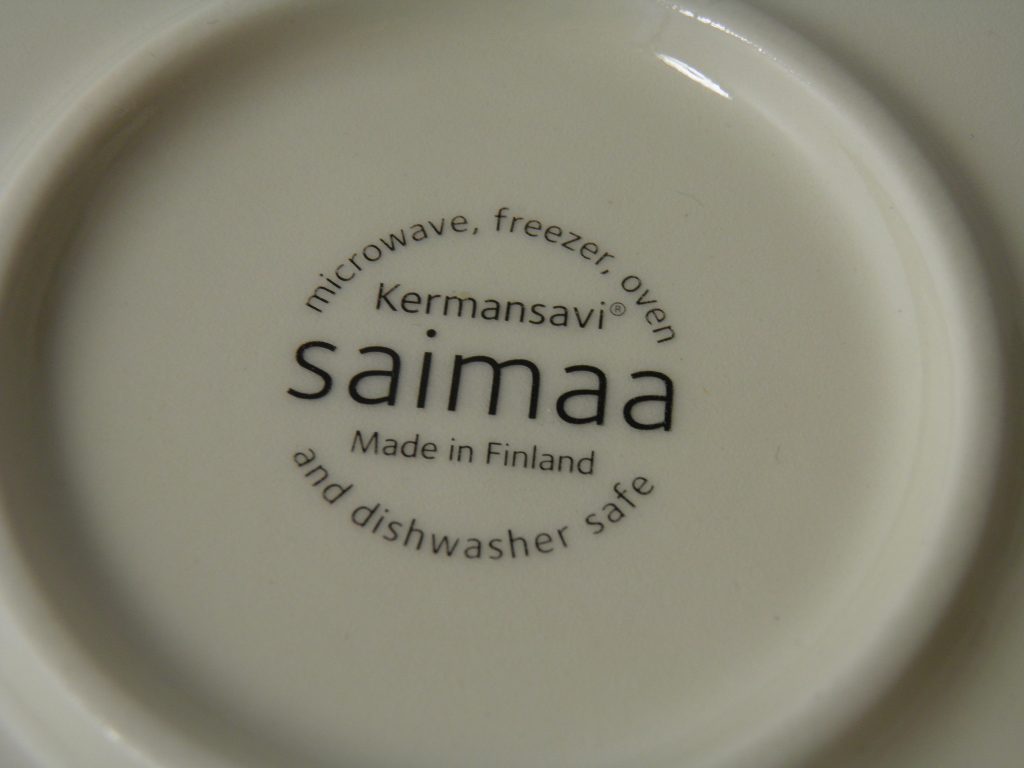 microwave, freezer, oven
Kermansavi®
saimaa
Made in Finland
and dishwasher safe